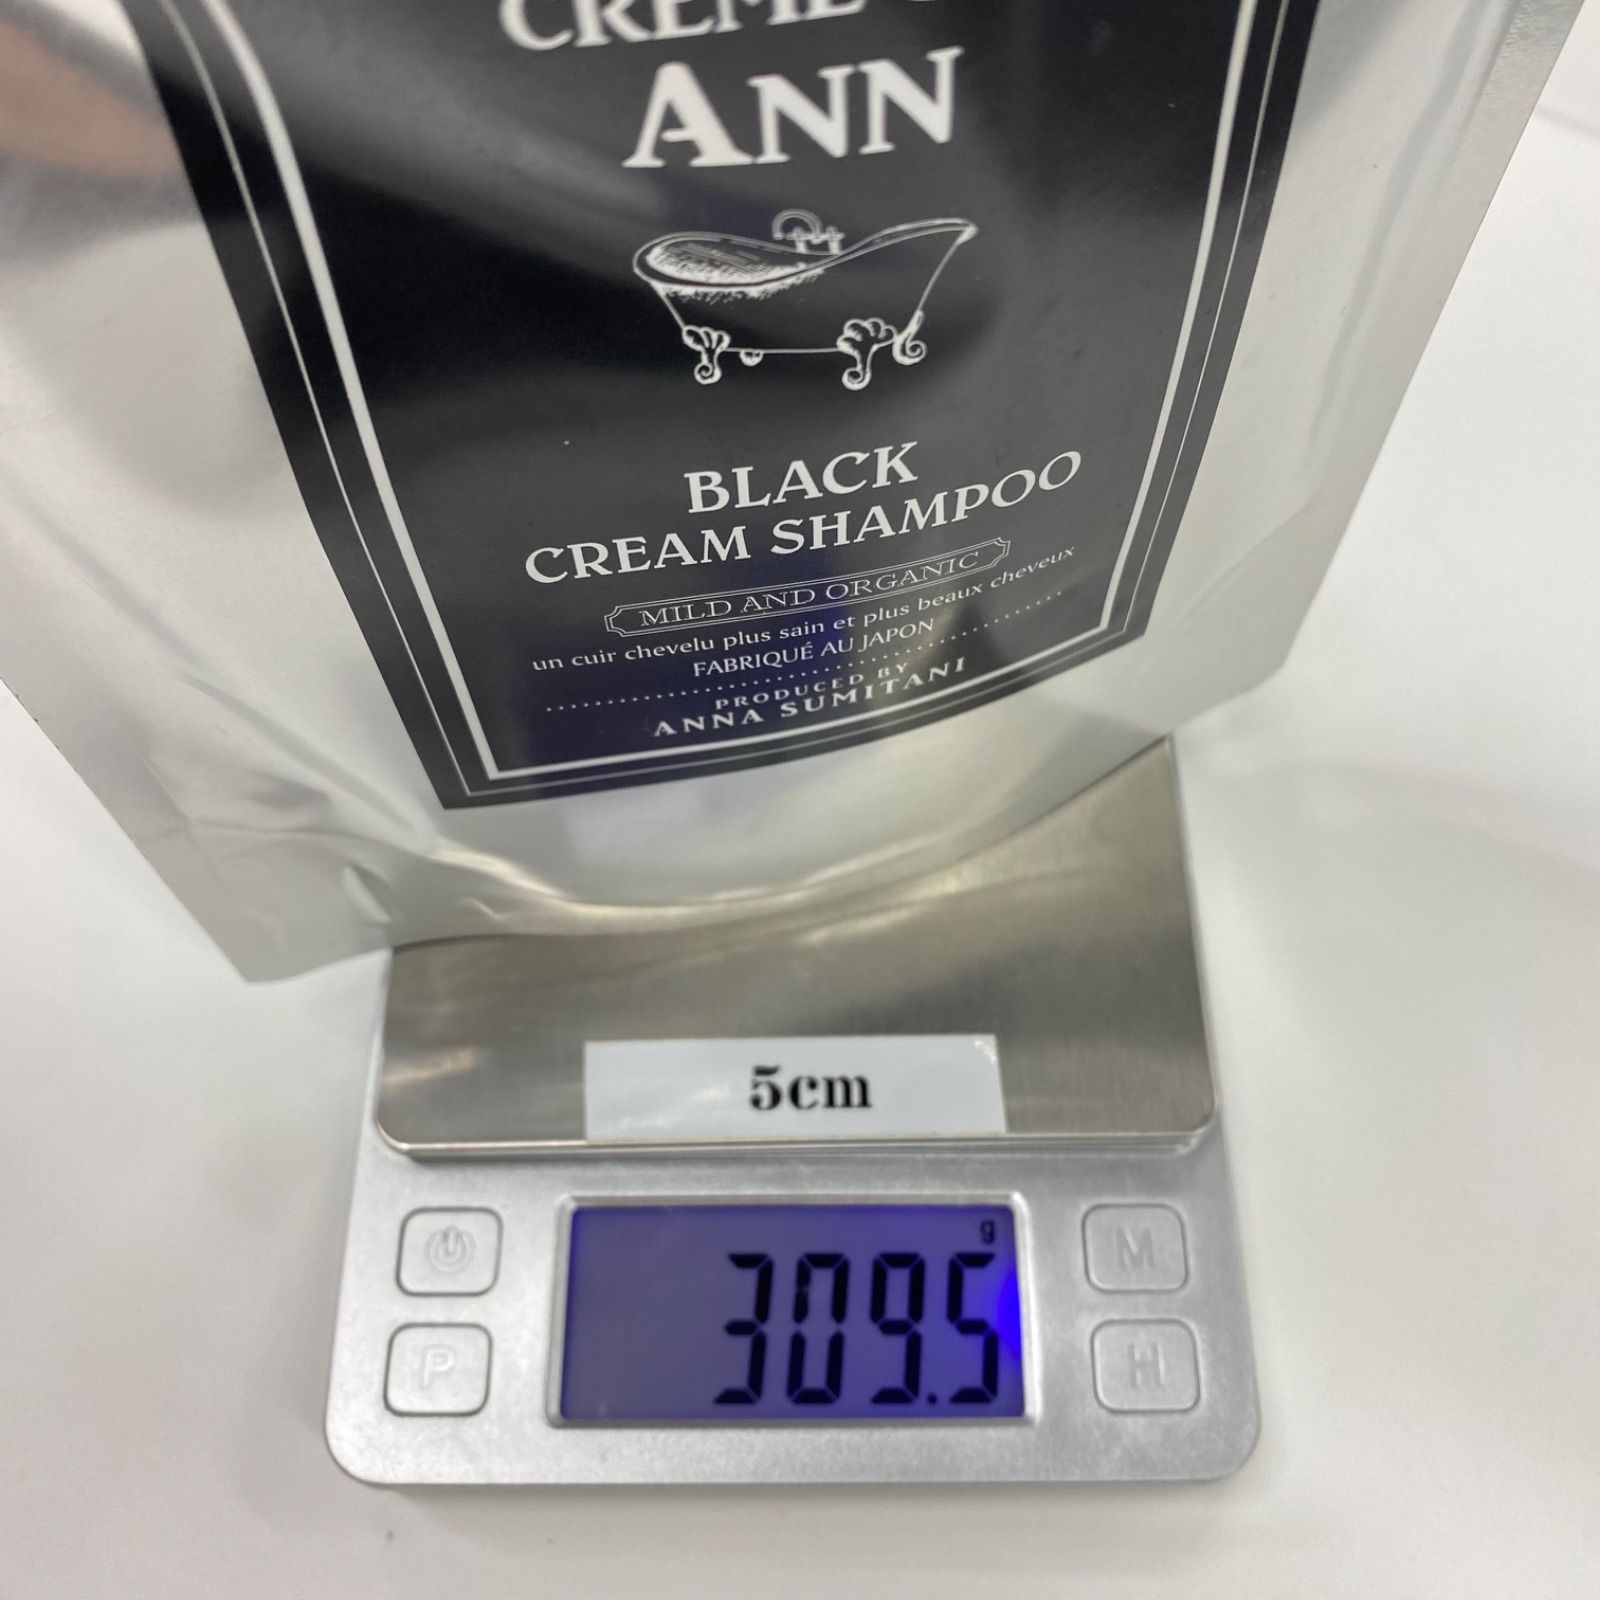 CRÈME
ANN
BLACK
CREAM SHAMPOO
MILD AND ORGANIC
un cuir chevelu plus sain et plus beaux cheveux
FABRIQUÉ AU JAPON
PRODUCED BY
ANNA SUMITANI
5cm
g
309.5
M
P
H